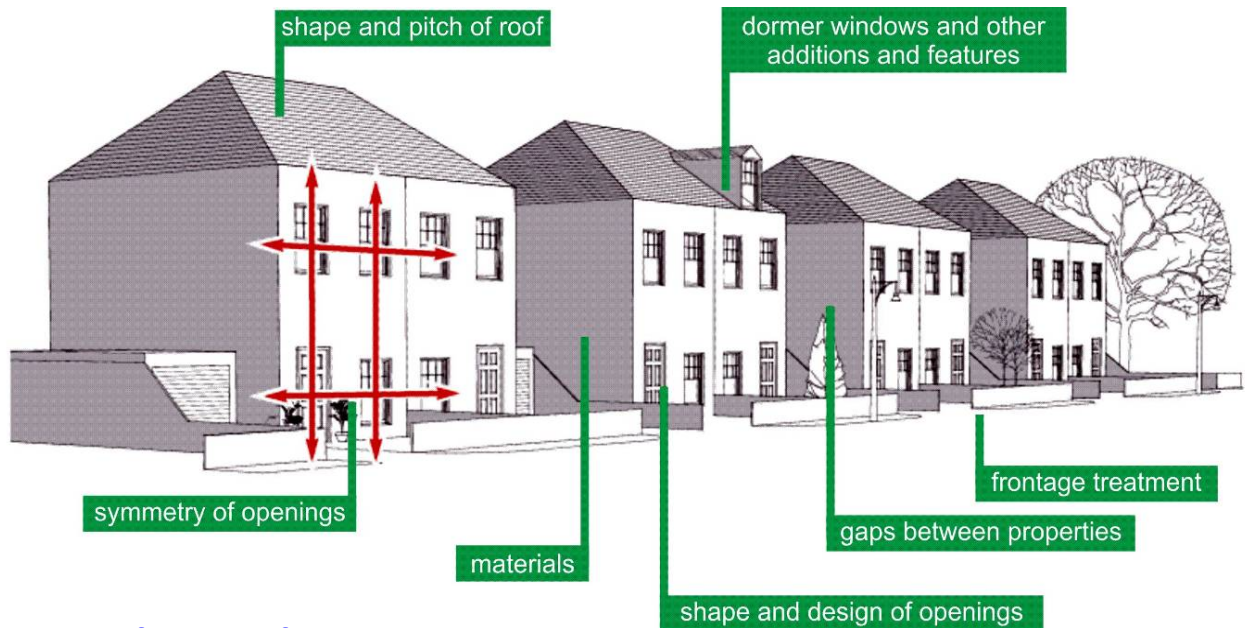 shape and pitch of roof
dormer windows and other
additions and features
symmetry of openings
frontage treatment
gaps between properties
materials
shape and design of openings